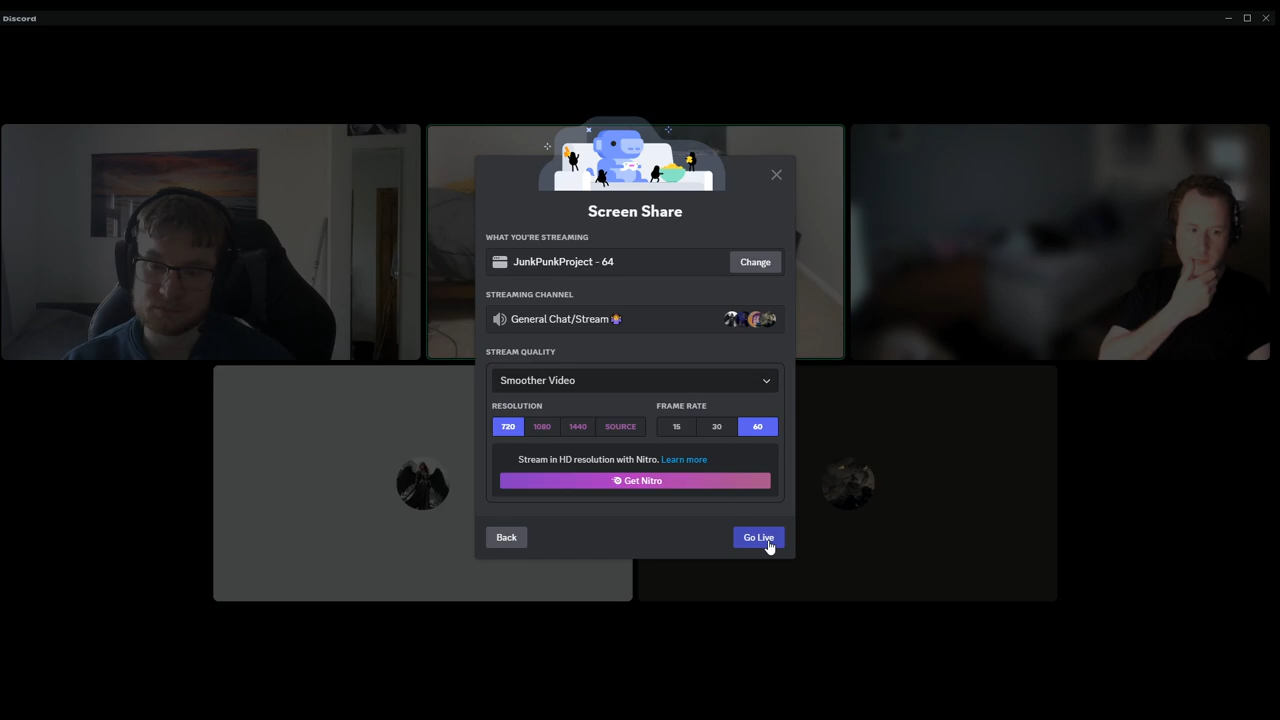 Discord
Screen Share
WHAT YOU'RE STREAMING
JunkPunkProject - 64
Change
STREAMING CHANNEL
General Chat/Stream
STREAM QUALITY
Smoother Video
RESOLUTION
FRAME RATE
720 1080 1440 SOURCE
15 30 60
Stream in HD resolution with Nitro. Learn more
Get Nitro
Back
Go Live